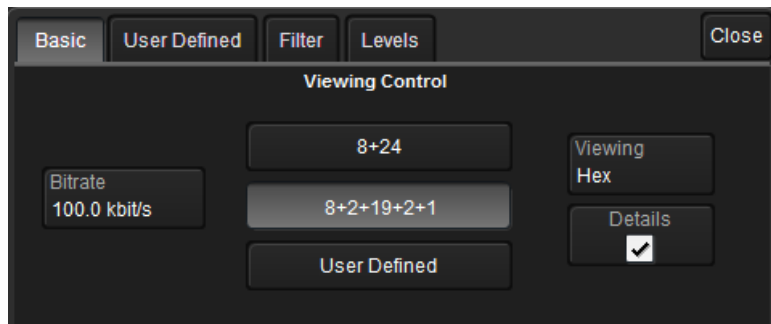 Basic User Defined Filter Levels Close
Viewing Control
8+24
Viewing
Hex
Bitrate
100.0 kbit/s
8+2+19+2+1
Details
User Defined